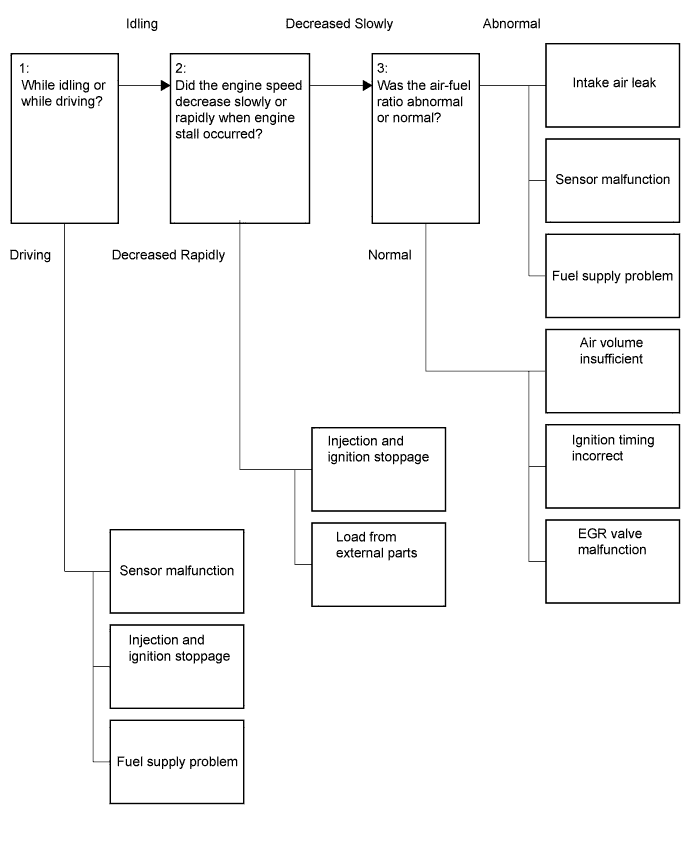 Idling
Decreased Slowly
Abnormal
1:
While idling or
while driving?
2:
Did the engine speed
decrease slowly or
rapidly when engine
stall occurred?
3:
Was the air-fuel
ratio abnormal
or normal?
Intake air leak
Sensor malfunction
Fuel supply problem
Driving
Decreased Rapidly
Normal
Air volume
insufficient
Ignition timing
incorrect
EGR valve
malfunction
Injection and
ignition stoppage
Load from
external parts
Sensor malfunction
Injection and
ignition stoppage
Fuel supply problem